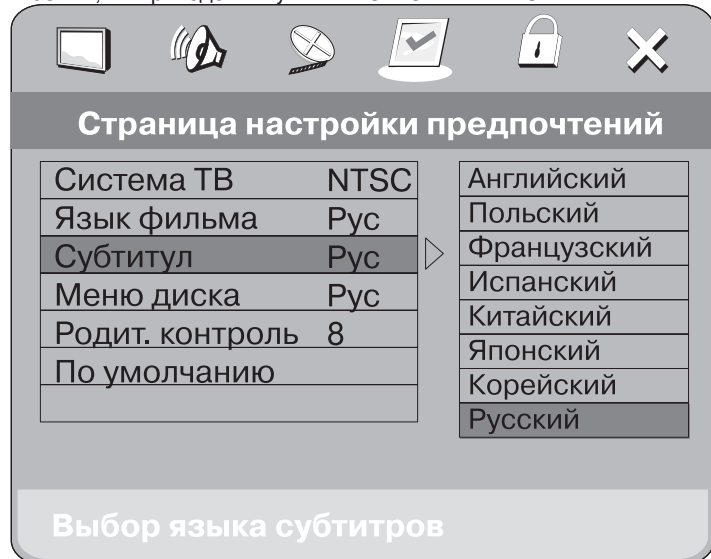 Страница настройки предпочтений
Система ТВ NTSC
Язык фильма Рус
Субтитул Рус
Меню диска Рус
Родит. контроль 8
По умолчанию
Английский
Польский
Французский
Испанский
Китайский
Японский
Корейский
Русский
Выбор языка субтитров